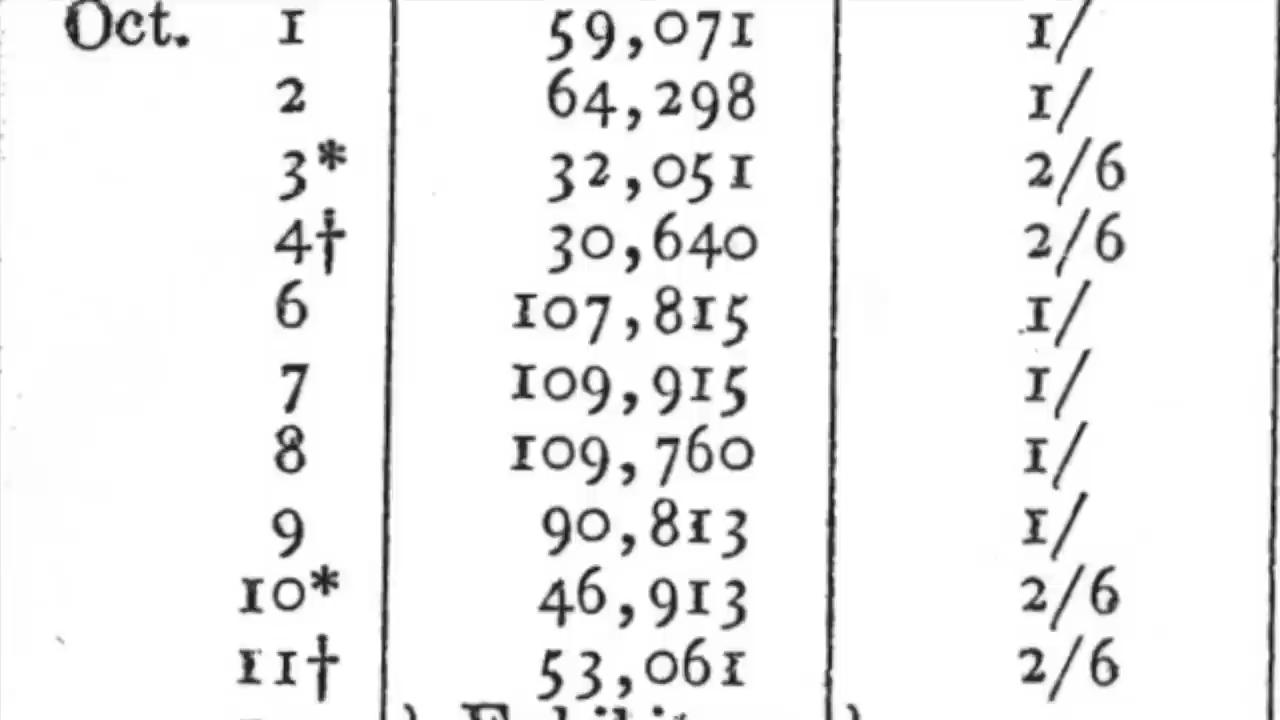 Oct. 1 59,071 1/
2 64,298 1/
3* 32,051 2/6
4† 30,640 2/6
6 107,815 1/
7 109,915 1/
8 109,760 1/
9 90,813 1/
10* 46,913 2/6
11† 53,061 2/6